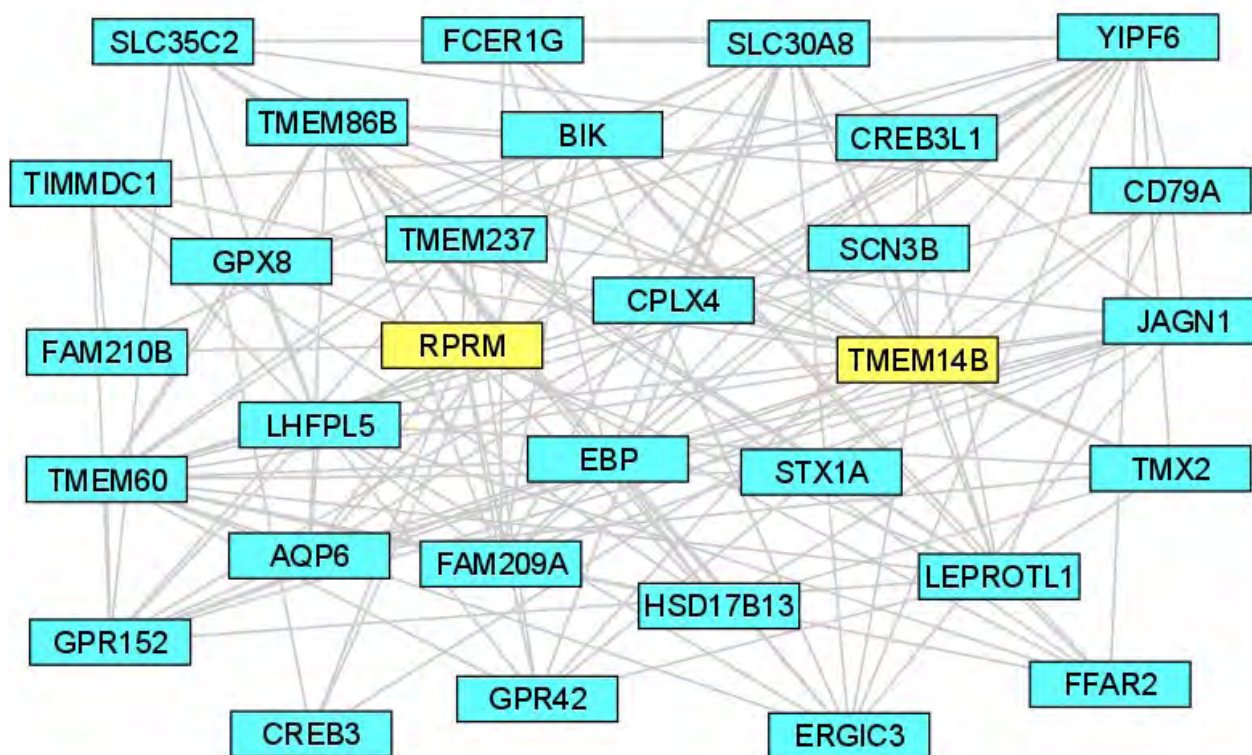 SLC35C2
FCER1G
SLC30A8
YIPF6
TMEM86B
BIK
CREB3L1
TIMMDC1
CD79A
TMEM237
SCN3B
GPX8
CPLX4
JAGN1
FAM210B
RPRM
TMEM14B
LHFPL5
EBP
STX1A
TMX2
TMEM60
AQP6
FAM209A
LEPROTL1
HSD17B13
GPR152
GPR42
FFAR2
CREB3
ERGIC3